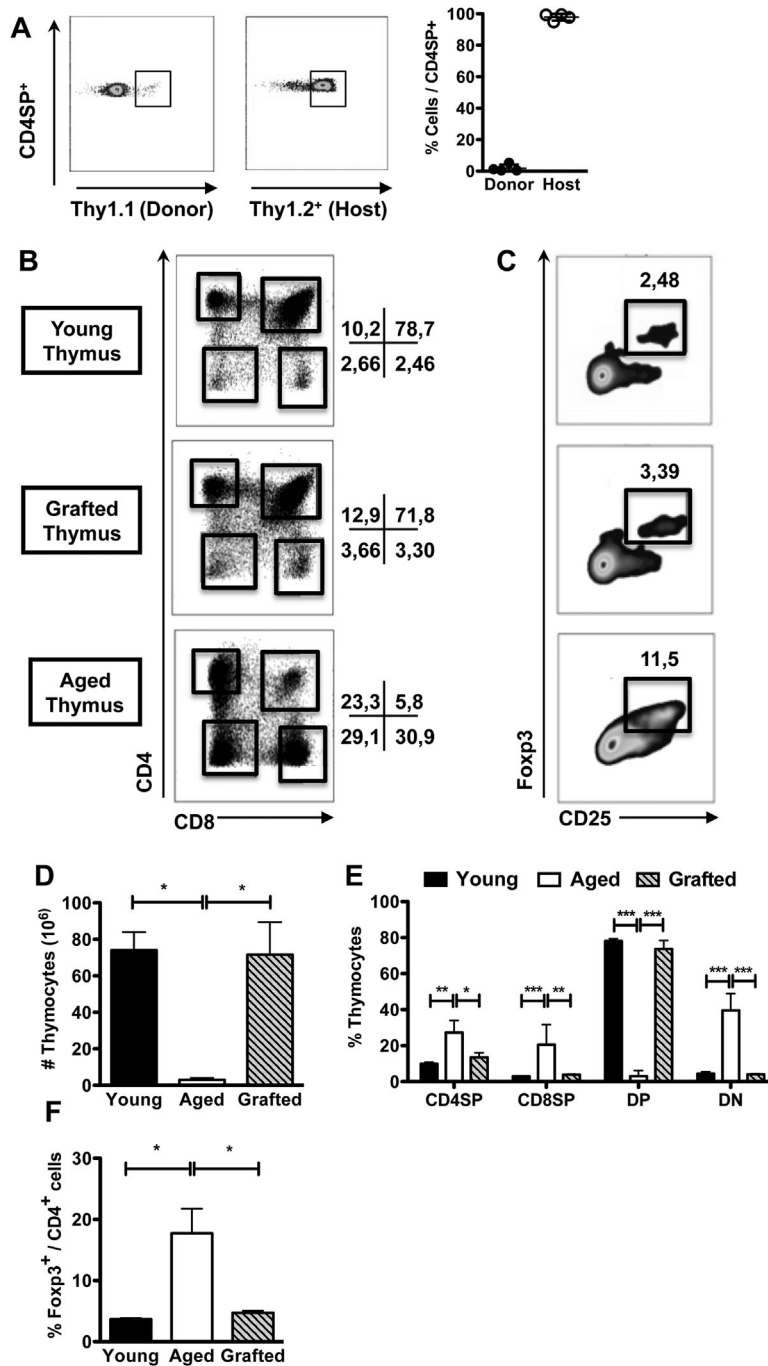 A
CD4SP+
Thy1.1 (Donor)
Thy1.2+ (Host)
% Cells / CD4SP+
100
80
60
40
20
0
Donor Host
B
C
Young
Thymus
10,2 78,7
2,66 2,46
2,48
Grafted
Thymus
12,9 71,8
3,66 3,30
3,39
Aged
Thymus
23,3 5,8
29,1 30,9
11,5
CD4
CD8
Foxp3
CD25
D
# Thymocytes (10^6)
100
80
60
40
20
0
* *
Young Aged Grafted
E
Young Aged Grafted
% Thymocytes
100
80
60
40
20
0
** * *** ** *** *** *** ***
CD4SP CD8SP DP DN
F
% Foxp3+ / CD4+ cells
30
20
10
0
* *
Young Aged Grafted